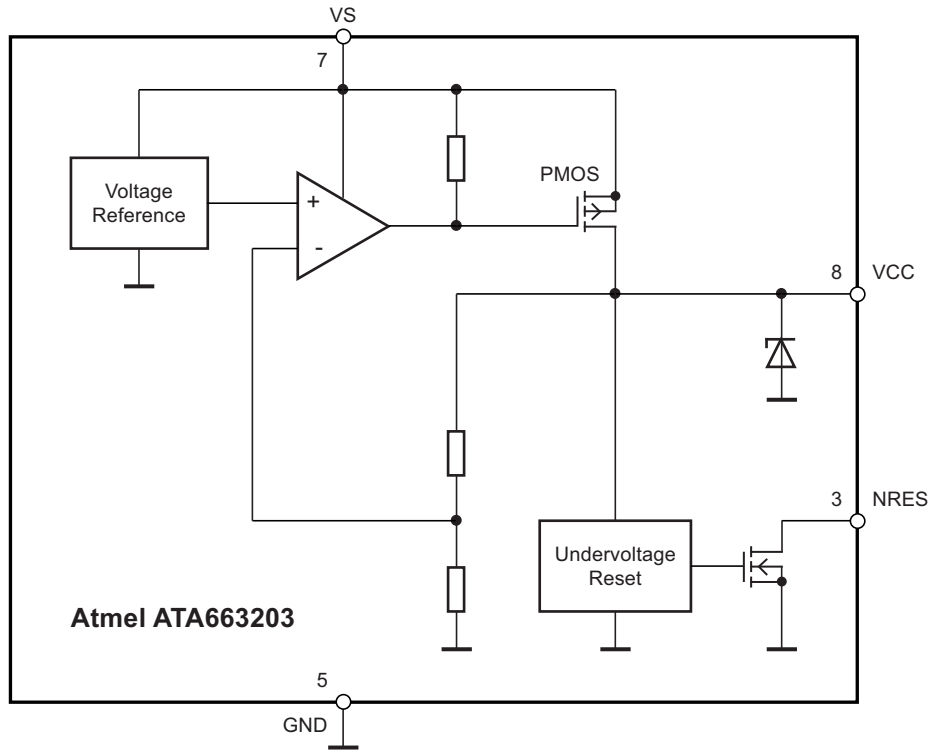 VS
7
Voltage
Reference
+
-
PMOS
8 VCC
3 NRES
Undervoltage
Reset
Atmel ATA663203
5
GND